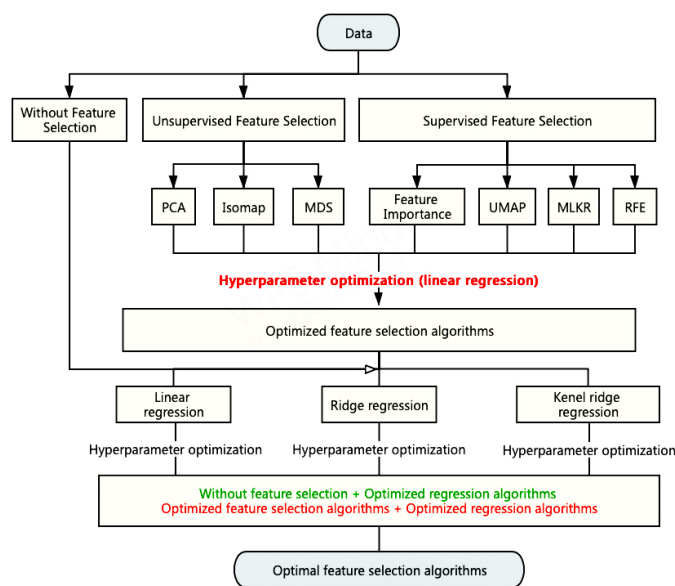 Data
Without Feature
Selection
Unsupervised Feature Selection
Supervised Feature Selection
PCA
Isomap
MDS
Feature
Importance
UMAP
MLKR
RFE
Hyperparameter optimization (linear regression)
Optimized feature selection algorithms
Linear
regression
Ridge regression
Kenel ridge
regression
Hyperparameter optimization
Hyperparameter optimization
Hyperparameter optimization
Without feature selection + Optimized regression algorithms
Optimized feature selection algorithms + Optimized regression algorithms
Optimal feature selection algorithms